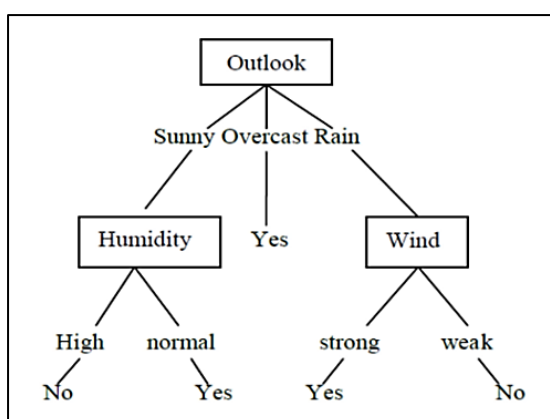 Outlook
Sunny Overcast Rain
Humidity Yes Wind
High normal strong weak
No Yes Yes No